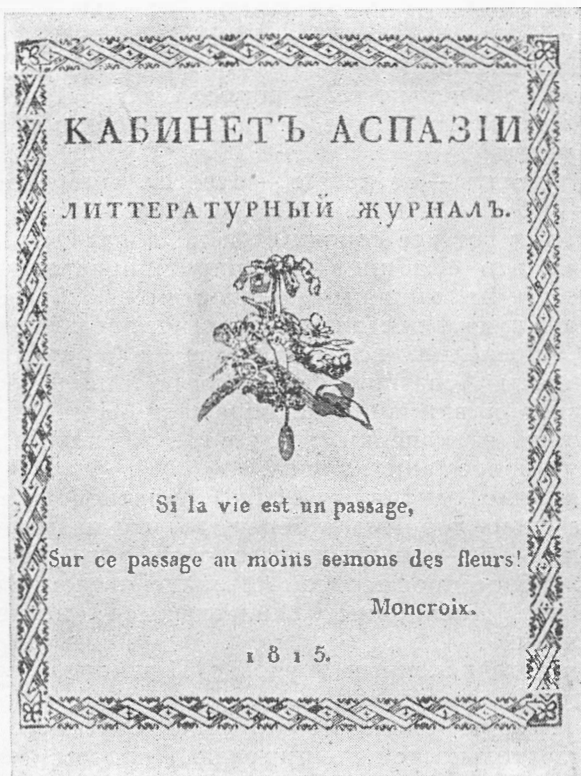 КАБИНЕТЪ АСПАЗІИ
ЛИТТЕРАТУРНЫЙ ЖУРНАЛЪ.
Si la vie est un passage,
Sur ce passage au moins semons des fleurs!
Moncroix.
1815.